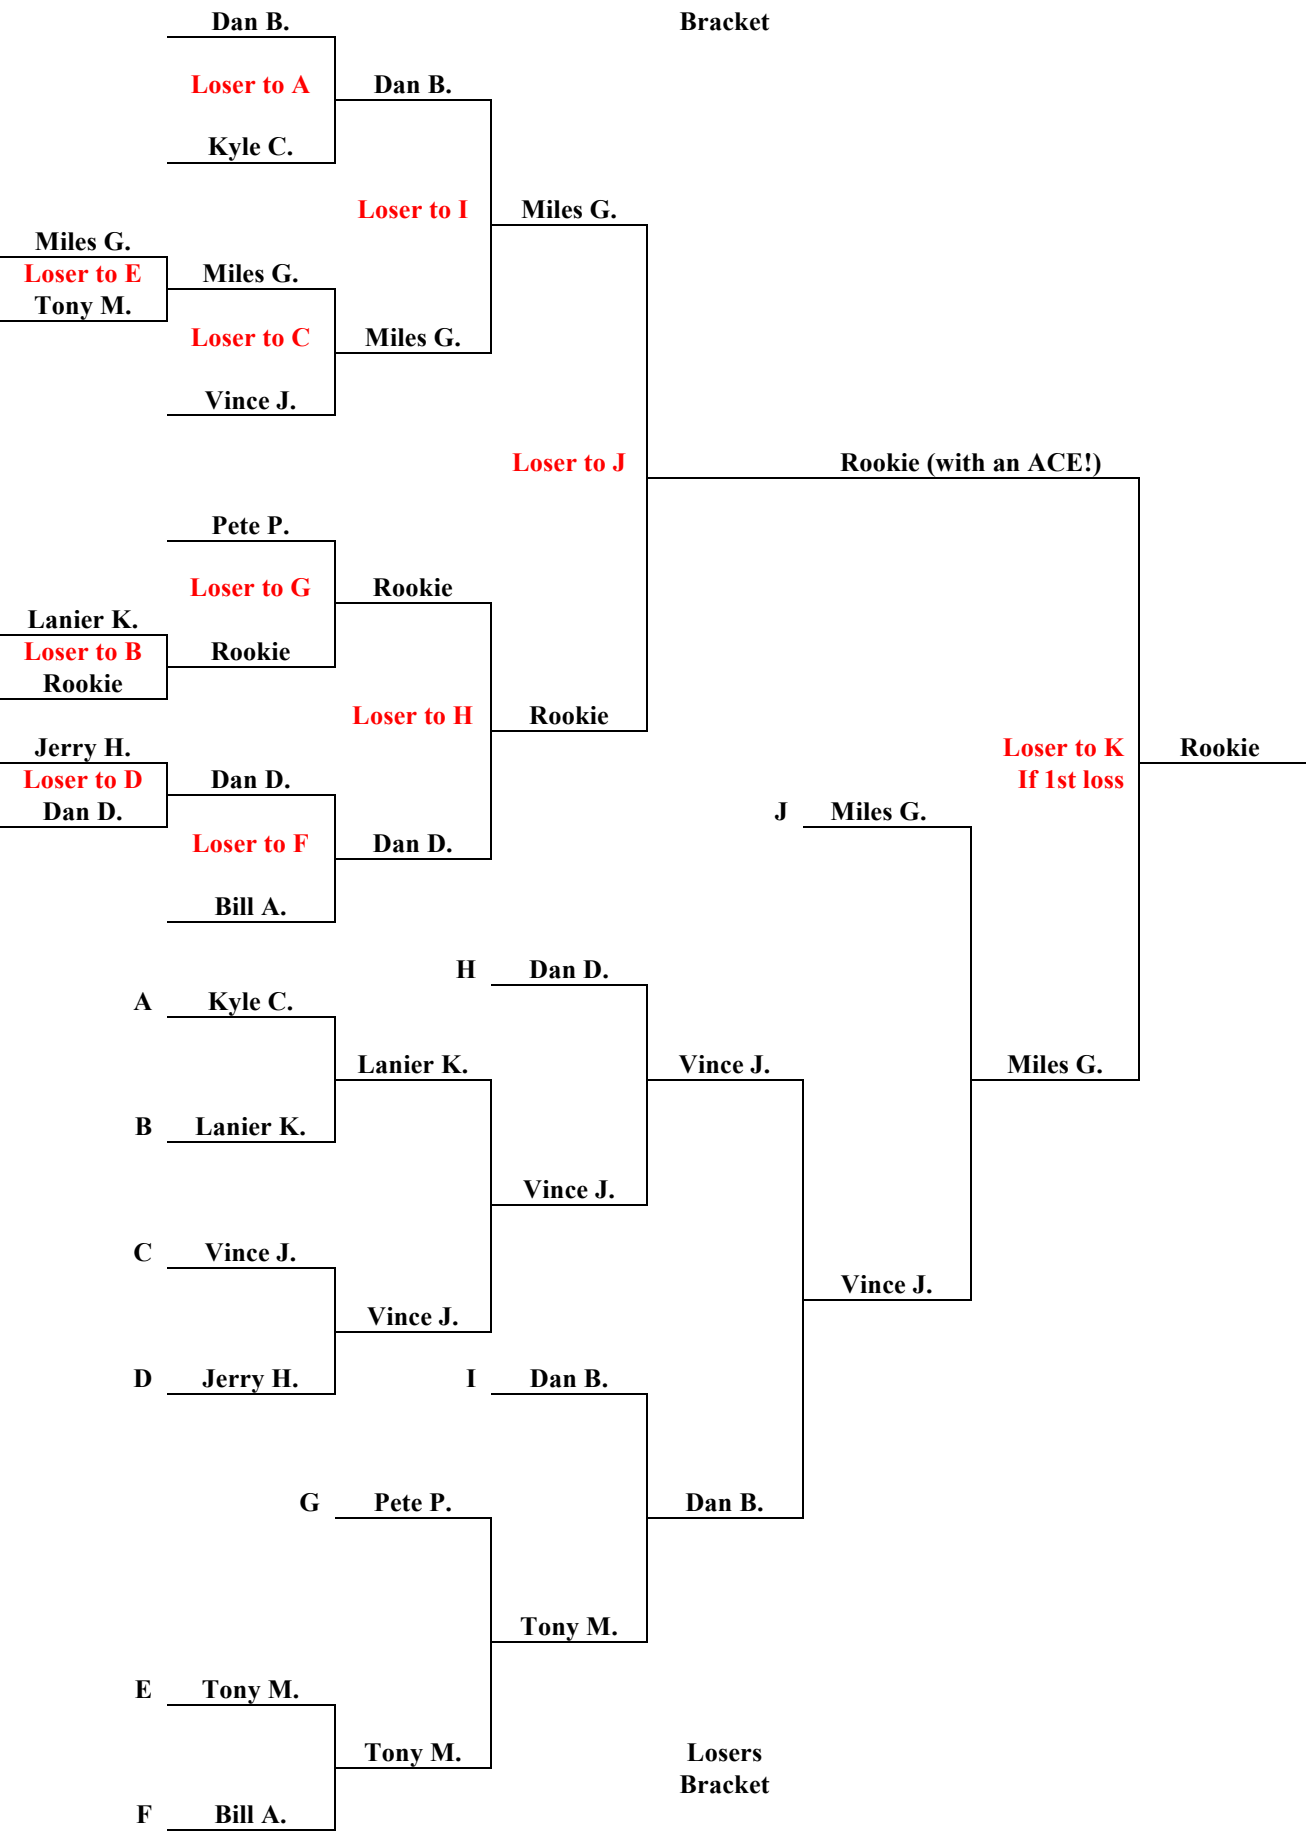 Dan B.
Bracket
Loser to A
Dan B.
Kyle C.
Loser to I
Miles G.
Miles G.
Loser to E
Miles G.
Tony M.
Loser to C
Miles G.
Vince J.
Loser to J
Rookie (with an ACE!)
Pete P.
Loser to G
Rookie
Lanier K.
Loser to B
Rookie
Rookie
Loser to H
Rookie
Jerry H.
Loser to K
Rookie
Loser to D
Dan D.
If 1st loss
Dan D.
J
Miles G.
Loser to F
Dan D.
Bill A.
H
Dan D.
A
Kyle C.
Lanier K.
Vince J.
Miles G.
B
Lanier K.
Vince J.
C
Vince J.
Vince J.
Vince J.
D
Jerry H.
I
Dan B.
G
Pete P.
Dan B.
Tony M.
E
Tony M.
Tony M.
Losers
Bracket
F
Bill A.